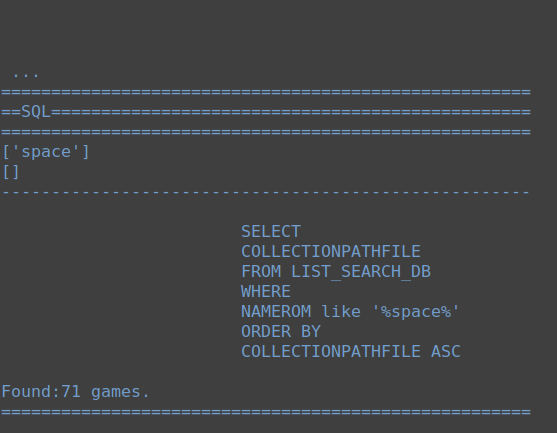 ...
=====================================================
==SQL================================================
=====================================================
['space']
[]
-----------------------------------------------------
SELECT
COLLECTIONPATHFILE
FROM LIST_SEARCH_DB
WHERE
NAMEROM like '%space%'
ORDER BY
COLLECTIONPATHFILE ASC
Found:71 games.
=====================================================